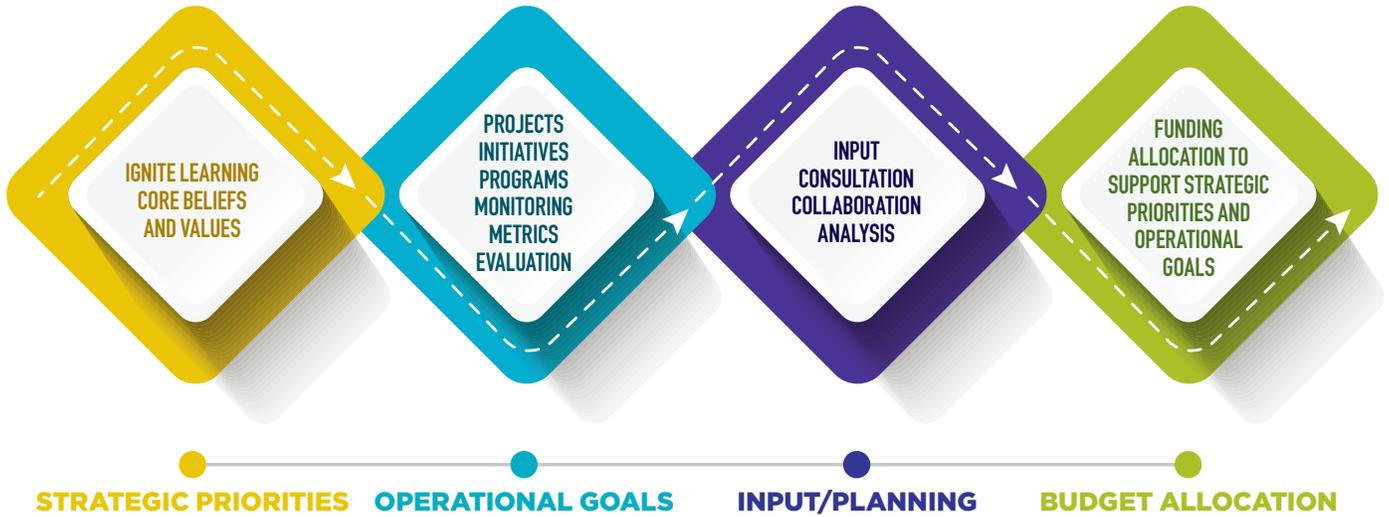 IGNITE LEARNING
CORE BELIEFS
AND VALUES
PROJECTS
INITIATIVES
PROGRAMS
MONITORING
METRICS
EVALUATION
INPUT
CONSULTATION
COLLABORATION
ANALYSIS
FUNDING
ALLOCATION TO
SUPPORT STRATEGIC
PRIORITIES AND
OPERATIONAL
GOALS
STRATEGIC PRIORITIES
OPERATIONAL GOALS
INPUT/PLANNING
BUDGET ALLOCATION